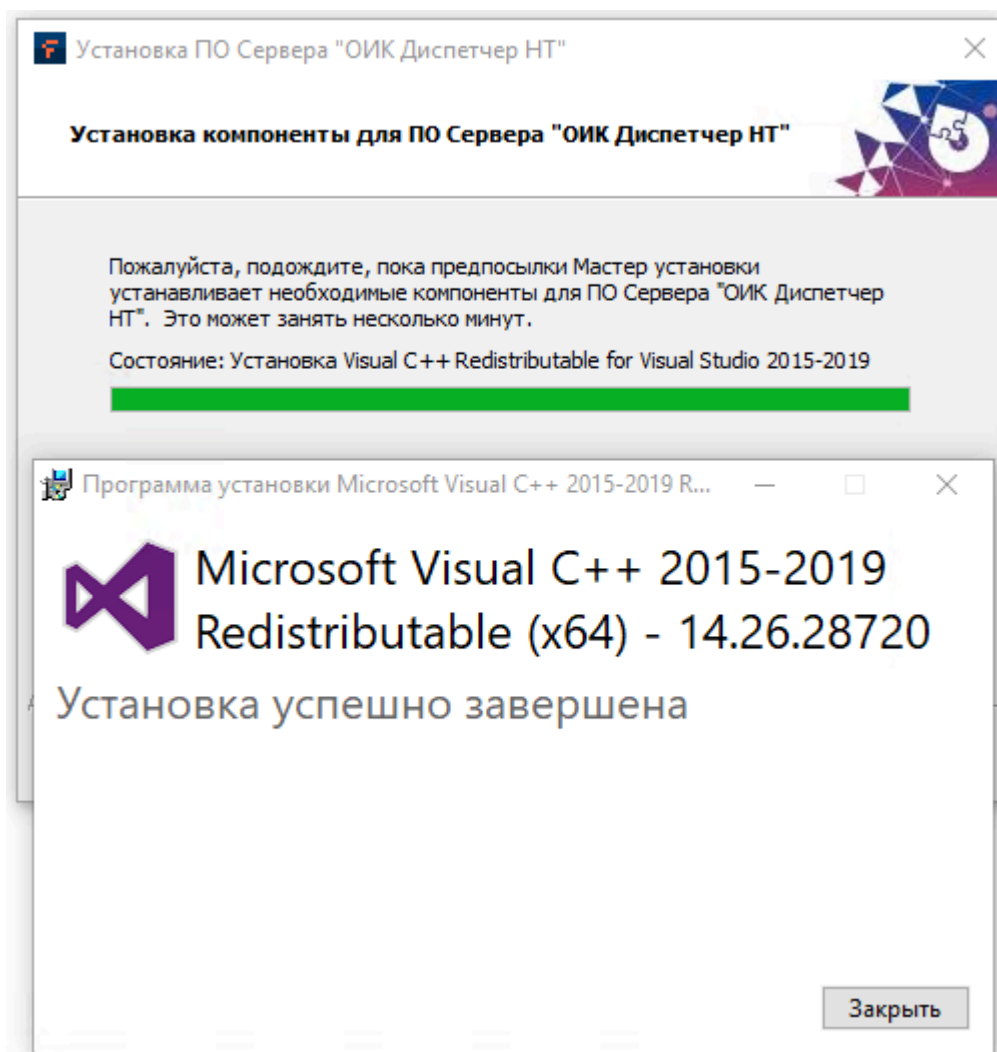 Установка ПО Сервера "ОИК Диспетчер НТ"
Установка компоненты для ПО Сервера "ОИК Диспетчер НТ"
Пожалуйста, подождите, пока предпосылки Мастер установки
устанавливает необходимые компоненты для ПО Сервера "ОИК Диспетчер
НТ". Это может занять несколько минут.
Состояние: Установка Visual C++ Redistributable for Visual Studio 2015-2019
Программа установки Microsoft Visual C++ 2015-2019 R...
Microsoft Visual C++ 2015-2019
Redistributable (x64) - 14.26.28720
Установка успешно завершена
Закрыть